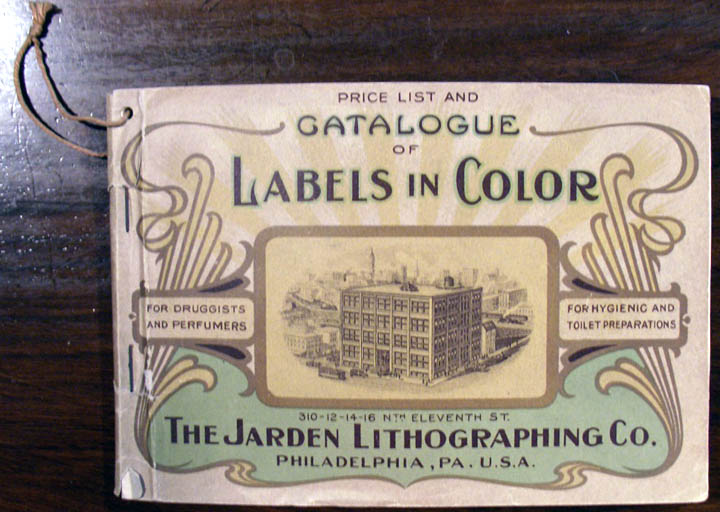 PRICE LIST AND
CATALOGUE
OF
LABELS IN COLOR
FOR DRUGGISTS
AND PERFUMERS
FOR HYGIENIC AND
TOILET PREPARATIONS
310-12-14-16 NTH ELEVENTH ST.
THE JARDEN LITHOGRAPHING CO.
PHILADELPHIA, PA. U.S.A.